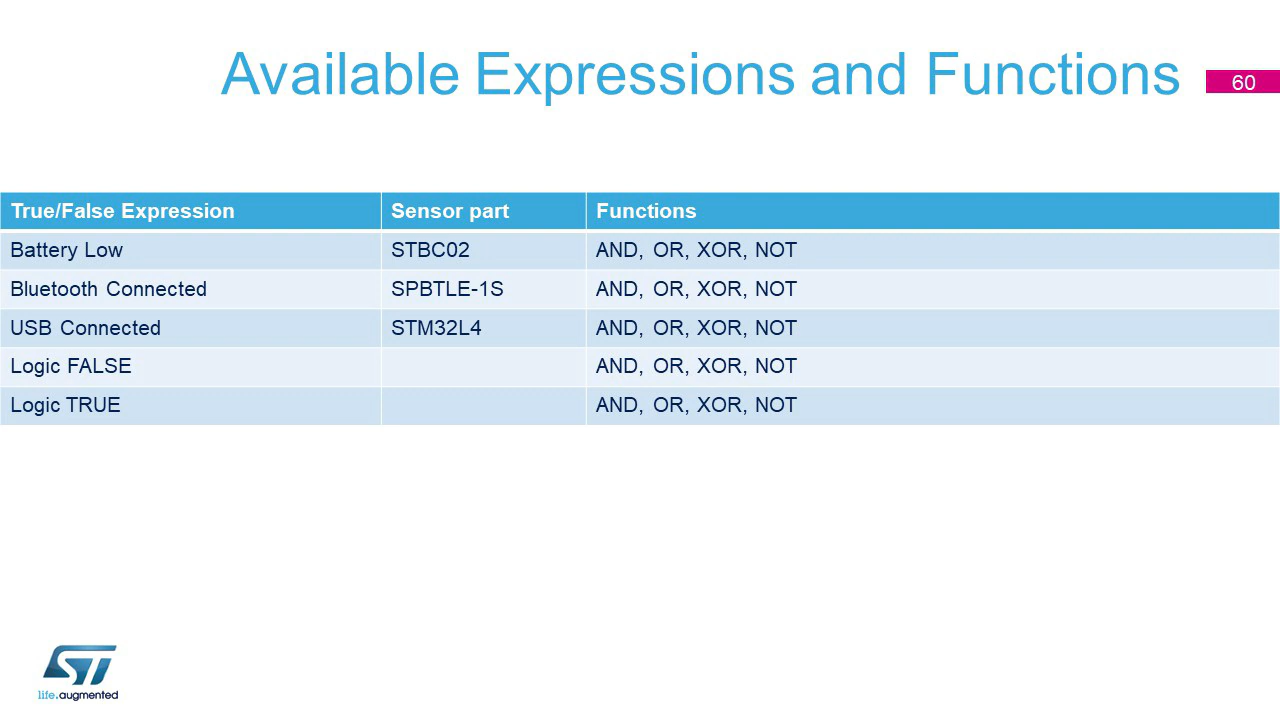 Available Expressions and Functions
60
True/False Expression Sensor part Functions
Battery Low STBC02 AND, OR, XOR, NOT
Bluetooth Connected SPBTLE-1S AND, OR, XOR, NOT
USB Connected STM32L4 AND, OR, XOR, NOT
Logic FALSE AND, OR, XOR, NOT
Logic TRUE AND, OR, XOR, NOT
ST
life.augmented